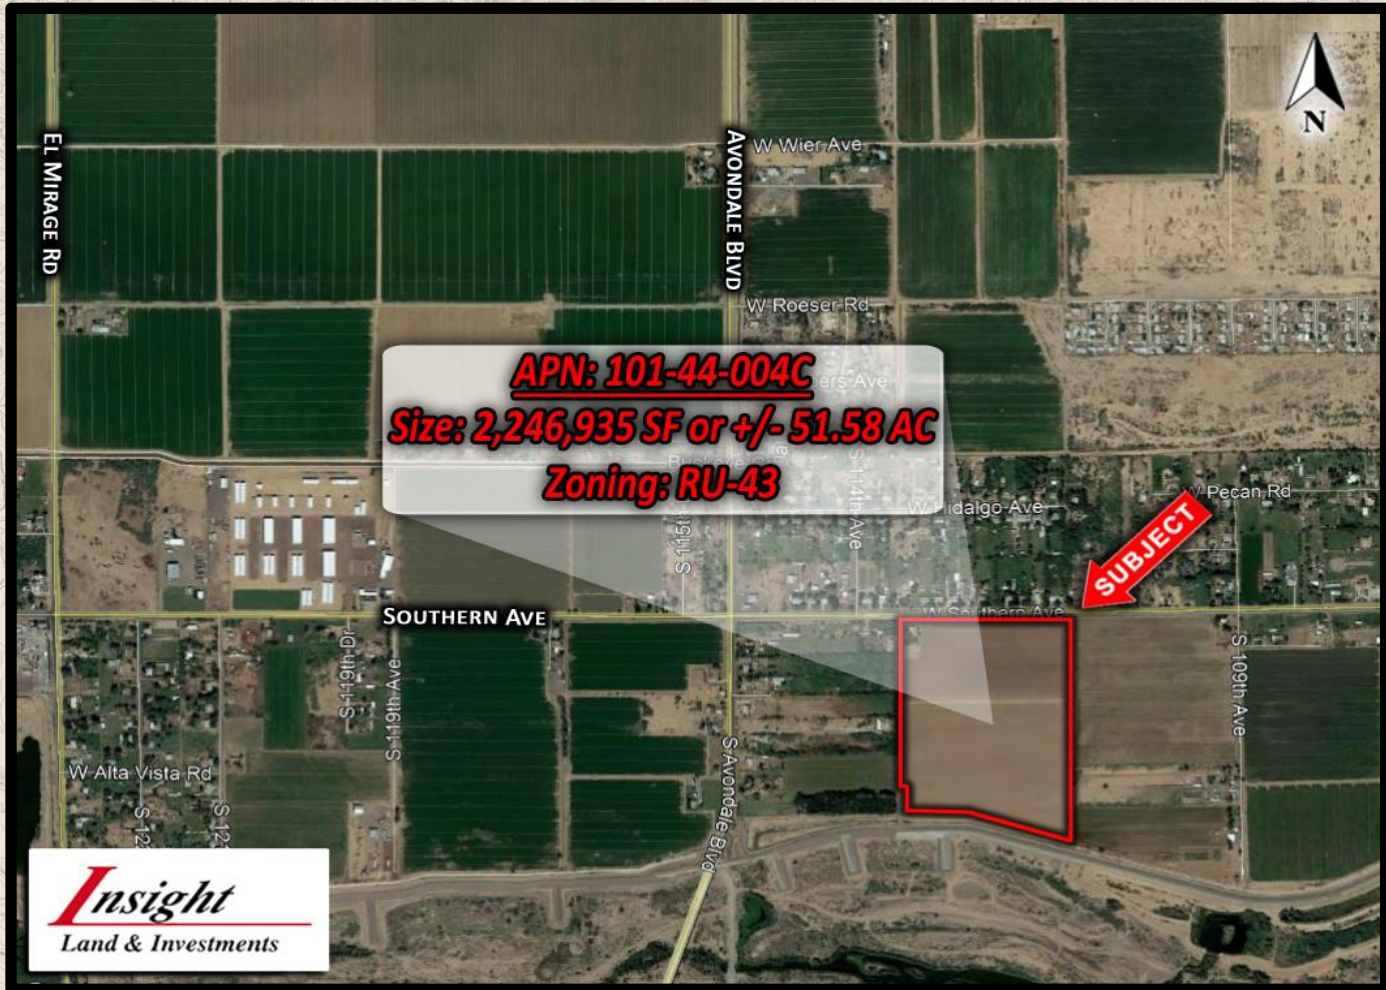 N
EL MIRAGE RD
AVONDALE BLVD
W Wier Ave
W Roeser Rd
APN: 101-44-004C
Size: 2,246,935 SF or +/- 51.58 AC
Zoning: RU-43
S 115th
S 114th Ave
W Hidalgo Ave
W Pecan Rd
SUBJECT
SOUTHERN AVE
W Southern Ave
S 119th Dr
S 119th Ave
S 109th Ave
W Alta Vista Rd
S Avondale Blvd
Insight
Land & Investments